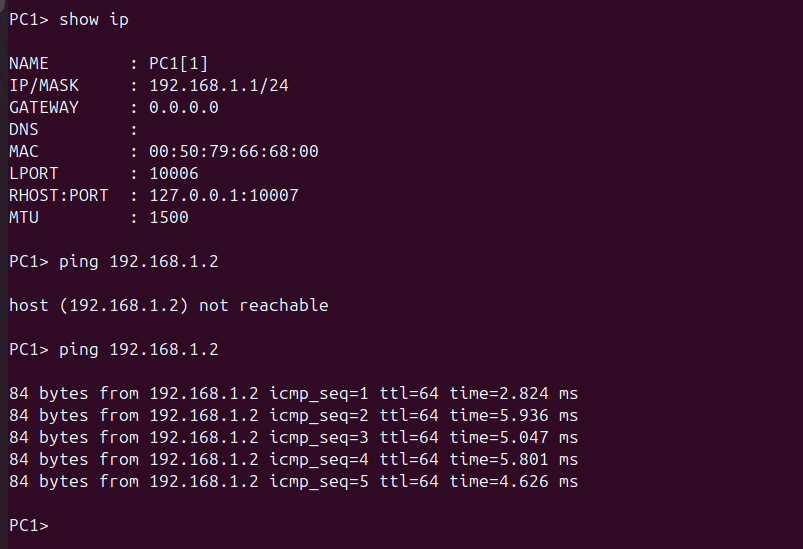 PC1> show ip
NAME        : PC1[1]
IP/MASK     : 192.168.1.1/24
GATEWAY     : 0.0.0.0
DNS         :
MAC         : 00:50:79:66:68:00
LPORT       : 10006
RHOST:PORT  : 127.0.0.1:10007
MTU         : 1500
PC1> ping 192.168.1.2
host (192.168.1.2) not reachable
PC1> ping 192.168.1.2
84 bytes from 192.168.1.2 icmp_seq=1 ttl=64 time=2.824 ms
84 bytes from 192.168.1.2 icmp_seq=2 ttl=64 time=5.936 ms
84 bytes from 192.168.1.2 icmp_seq=3 ttl=64 time=5.047 ms
84 bytes from 192.168.1.2 icmp_seq=4 ttl=64 time=5.801 ms
84 bytes from 192.168.1.2 icmp_seq=5 ttl=64 time=4.626 ms
PC1>